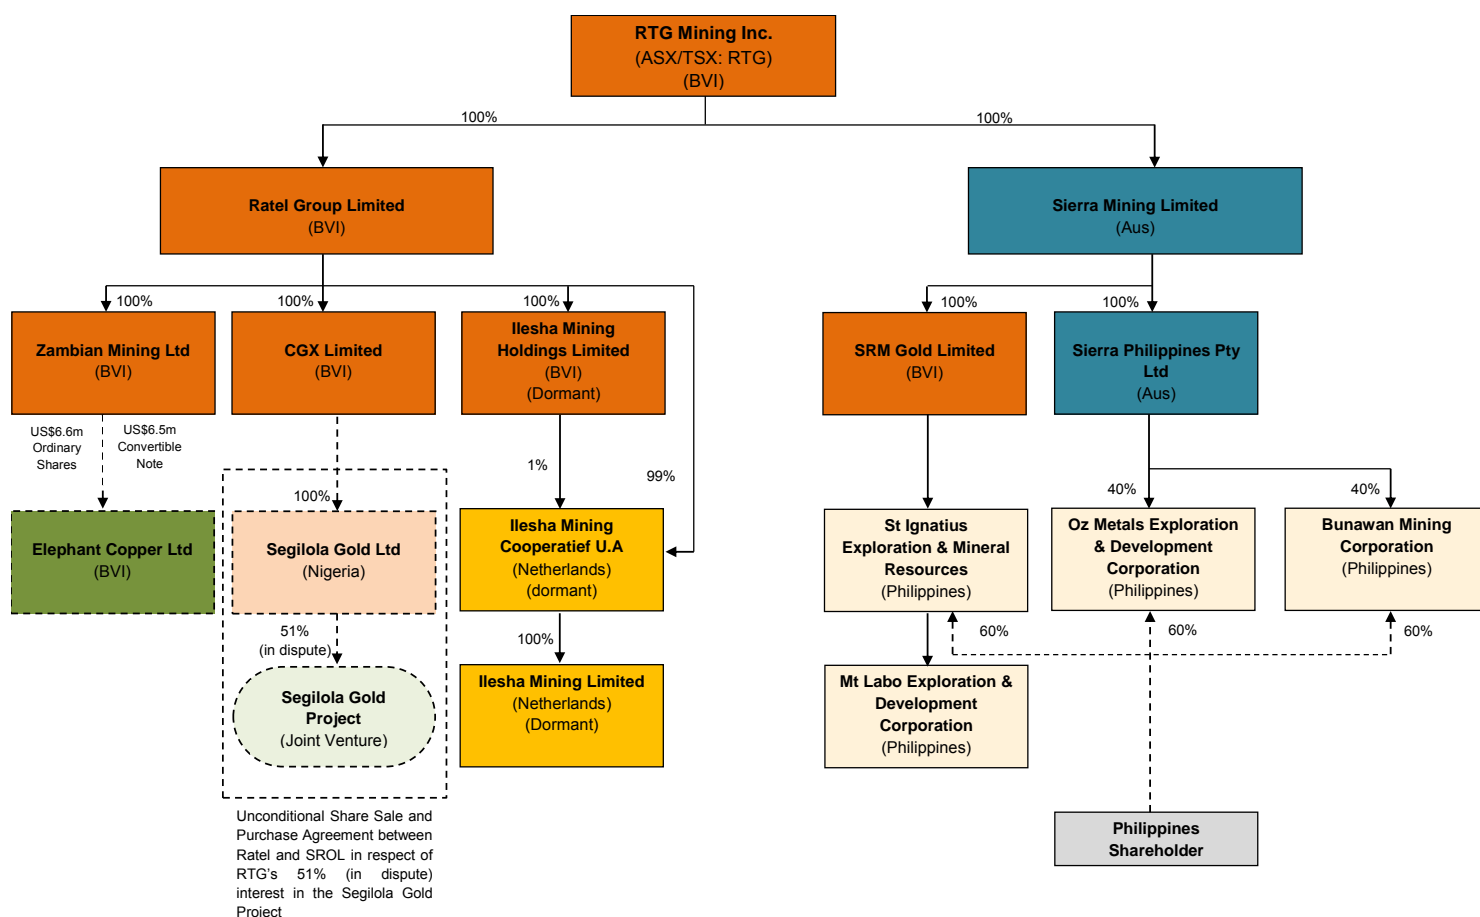 RTG Mining Inc.
(ASX/TSX: RTG)
(BVI)
100%
100%
Ratel Group Limited
(BVI)
Sierra Mining Limited
(Aus)
100%
100%
100%
100%
100%
Zambian Mining Ltd
(BVI)
CGX Limited
(BVI)
Ilesha Mining
Holdings Limited
(BVI)
(Dormant)
SRM Gold Limited
(BVI)
Sierra Philippines Pty
Ltd
(Aus)
US$6.6m
Ordinary
Shares
US$6.5m
Convertible
Note
1%
99%
100%
40%
40%
Elephant Copper Ltd
(BVI)
Segilola Gold Ltd
(Nigeria)
Ilesha Mining
Cooperatief U.A
(Netherlands)
(dormant)
St Ignatius
Exploration & Mineral
Resources
(Philippines)
Oz Metals Exploration
& Development
Corporation
(Philippines)
Bunawan Mining
Corporation
(Philippines)
51%
(in dispute)
100%
60%
60%
60%
Segilola Gold
Project
(Joint Venture)
Ilesha Mining Limited
(Netherlands)
(Dormant)
Mt Labo Exploration &
Development
Corporation
(Philippines)
Unconditional Share Sale and
Purchase Agreement between
Ratel and SROL in respect of
RTG's 51% (in dispute)
interest in the Segilola Gold
Project
Philippines
Shareholder